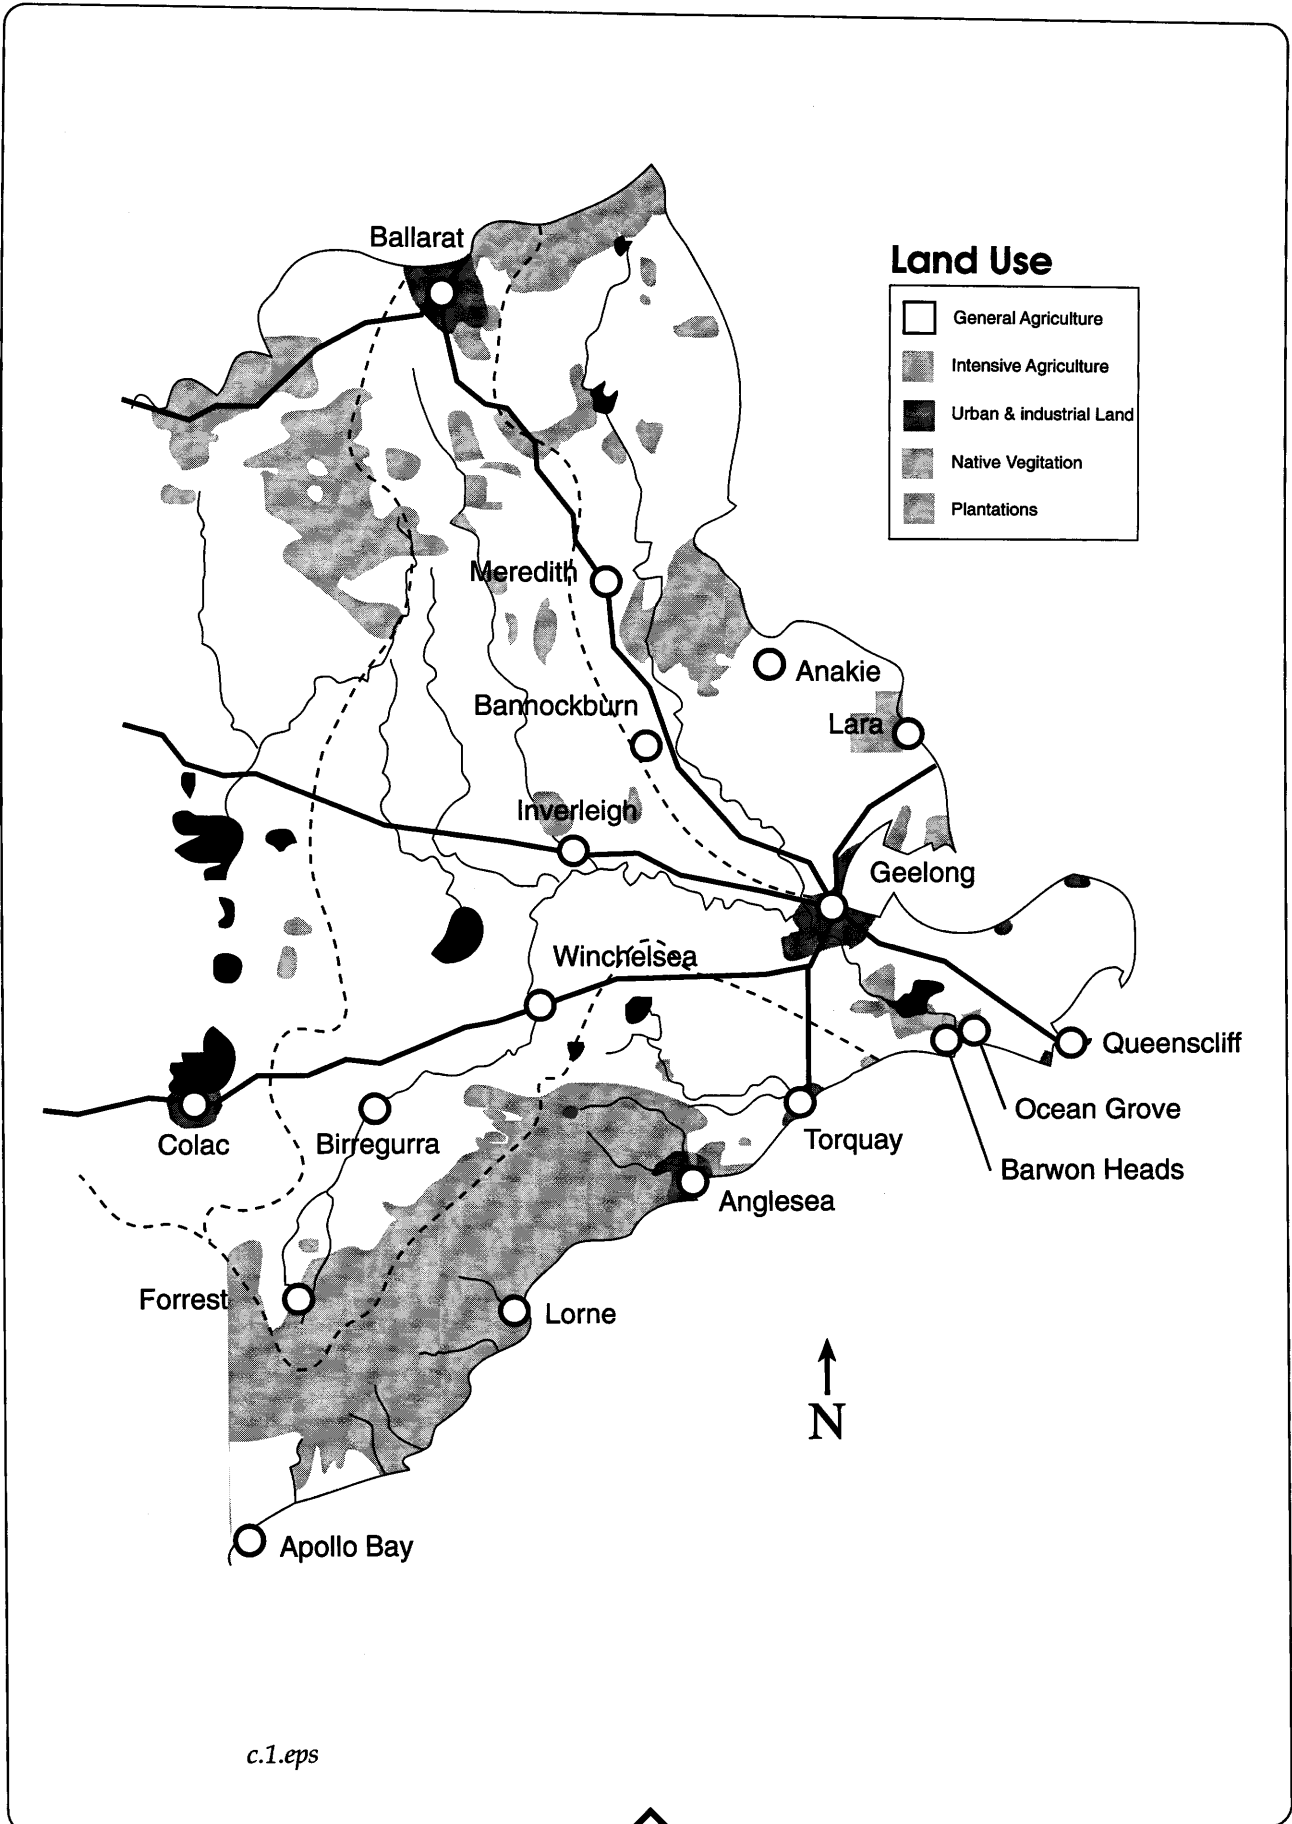 Ballarat
Land Use
General Agriculture
Intensive Agriculture
Urban & industrial Land
Native Vegitation
Plantations
Meredith
Anakie
Bannockburn
Lara
Inverleigh
Geelong
Winchelsea
Queenscliff
Ocean Grove
Colac
Birregurra
Torquay
Barwon Heads
Anglesea
Forrest
Lorne
N
Apollo Bay
c.1.eps